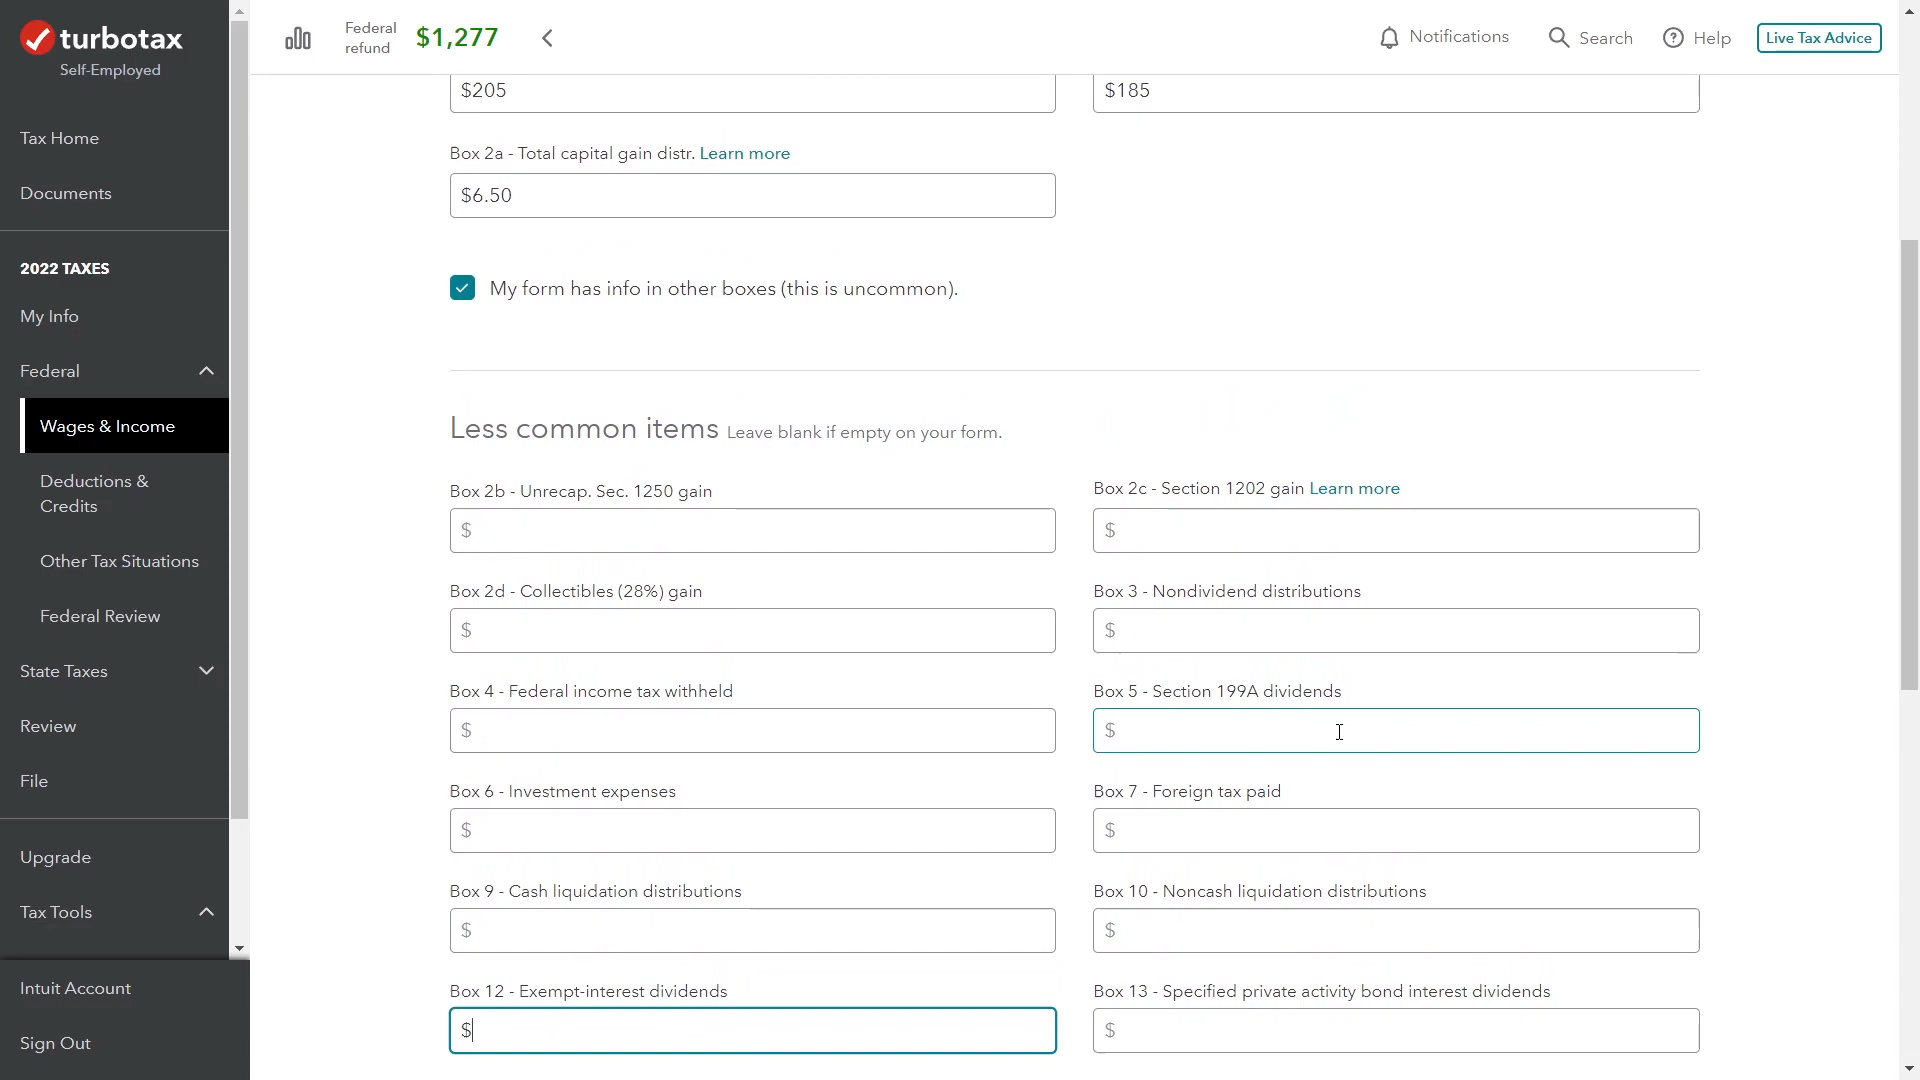 turbotax
Self-Employed
Tax Home
Documents
2022 TAXES
My Info
Federal
Wages & Income
Deductions &
Credits
Other Tax Situations
Federal Review
State Taxes
Review
File
Upgrade
Tax Tools
Intuit Account
Sign Out
Federal
refund
$1,277
Notifications
Search
Help
Live Tax Advice
$205
$185
Box 2a - Total capital gain distr. Learn more
$6.50
My form has info in other boxes (this is uncommon).
Less common items Leave blank if empty on your form.
Box 2b - Unrecap. Sec. 1250 gain
Box 2c - Section 1202 gain Learn more
$
$
Box 2d - Collectibles (28%) gain
Box 3 - Nondividend distributions
$
$
Box 4 - Federal income tax withheld
Box 5 - Section 199A dividends
$
$
Box 6 - Investment expenses
Box 7 - Foreign tax paid
$
$
Box 9 - Cash liquidation distributions
Box 10 - Noncash liquidation distributions
$
$
Box 12 - Exempt-interest dividends
Box 13 - Specified private activity bond interest dividends
$
$